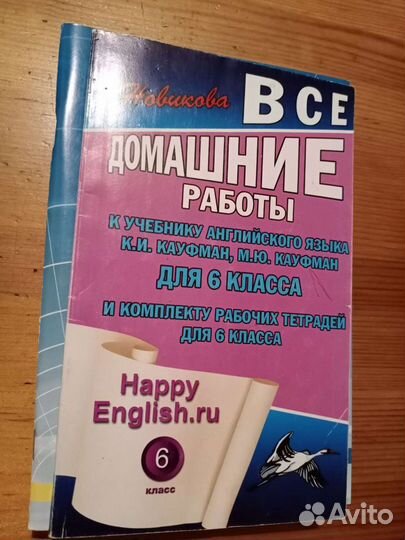 Новикова ВСЕ
ДОМАШНИЕ
РАБОТЫ
К УЧЕБНИКУ АНГЛИЙСКОГО ЯЗЫКА
К.И. КАУФМАН, М.Ю. КАУФМАН
ДЛЯ 6 КЛАССА
И КОМПЛЕКТУ РАБОЧИХ ТЕТРАДЕЙ
ДЛЯ 6 КЛАССА
Happy
English.ru
6
класс
Avito